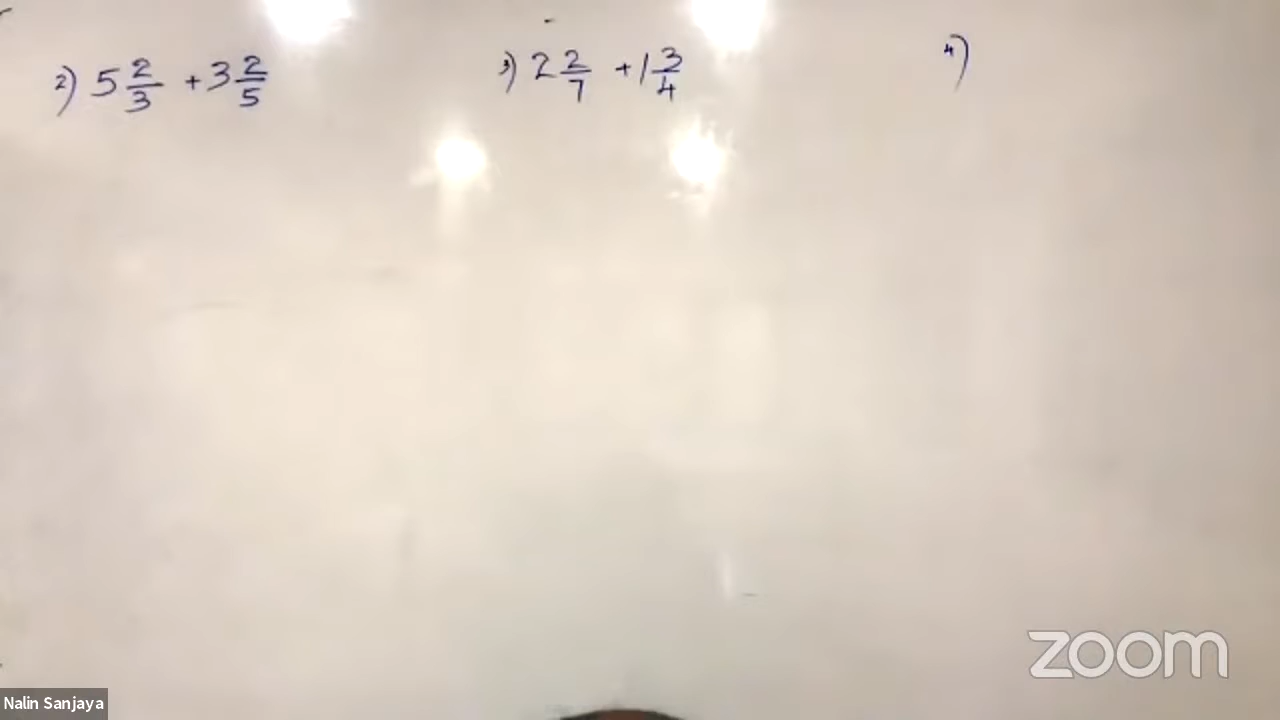 2) 5 2/3 + 3 2/5
3) 2 2/7 + 1 3/4
4)
zoom
Nalin Sanjaya